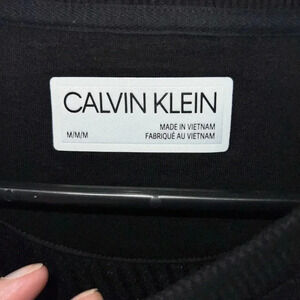 CALVIN KLEIN
MADE IN VIETNAM
M/M/M
FABRIQUÉ AU VIETNAM